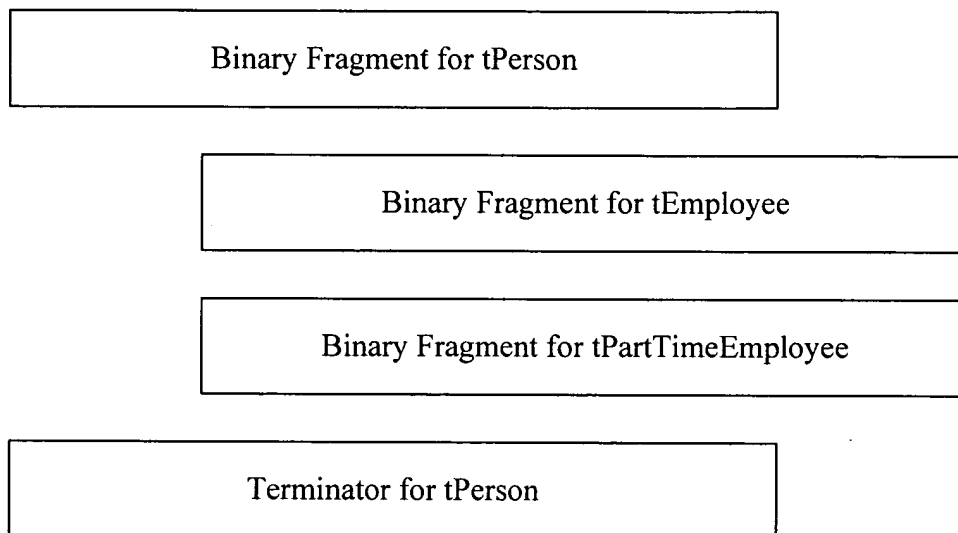 Binary Fragment for tPerson
Binary Fragment for tEmployee
Binary Fragment for tPartTimeEmployee
Terminator for tPerson